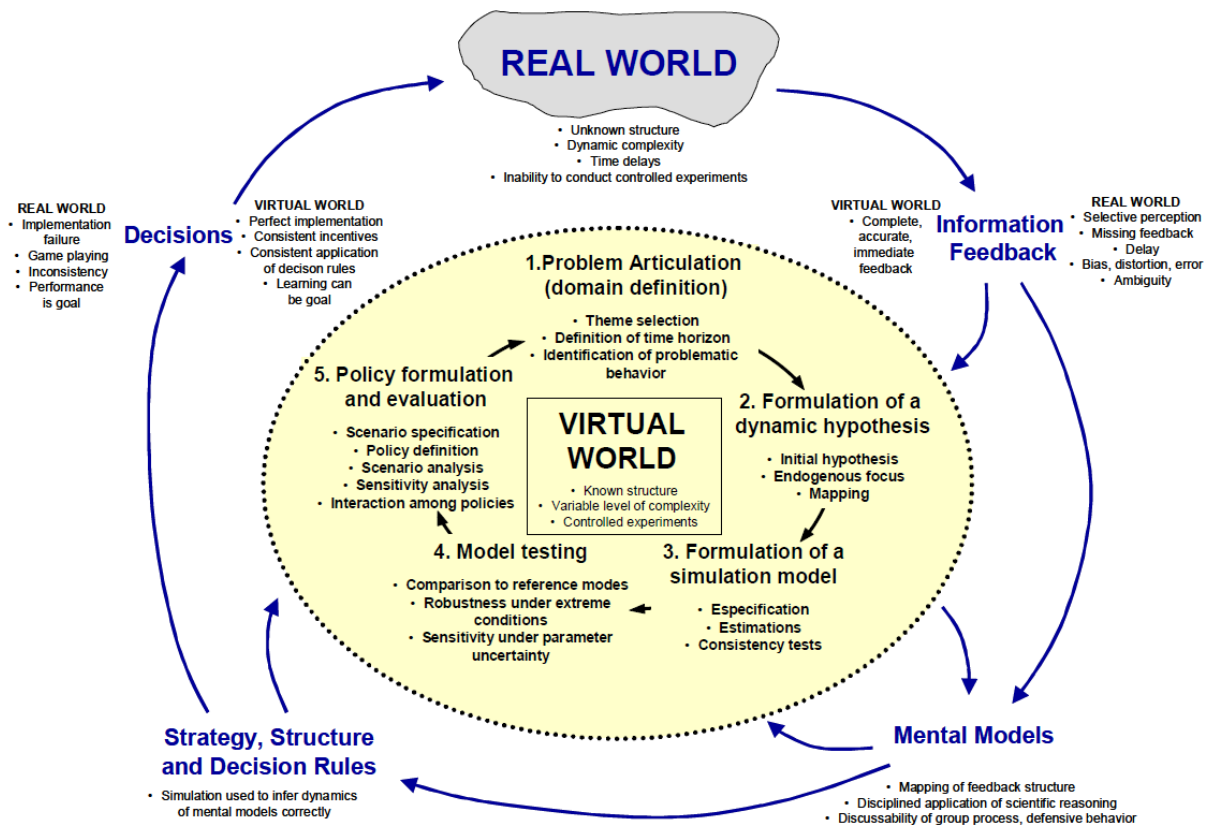 REAL WORLD
• Unknown structure
• Dynamic complexity
• Time delays
• Inability to conduct controlled experiments
REAL WORLD
• Implementation
failure
• Game playing
• Inconsistency
• Performance
is goal
Decisions
VIRTUAL WORLD
• Perfect implementation
• Consistent incentives
• Consistent application
of decison rules
• Learning can
be goal
VIRTUAL WORLD
• Complete,
accurate,
immediate
feedback
Information
Feedback
REAL WORLD
• Selective perception
• Missing feedback
• Delay
• Bias, distortion, error
• Ambiguity
1.Problem Articulation
(domain definition)
• Theme selection
• Definition of time horizon
• Identification of problematic
behavior
5. Policy formulation
and evaluation
• Scenario specification
• Policy definition
• Scenario analysis
• Sensitivity analysis
• Interaction among policies
VIRTUAL
WORLD
• Known structure
• Variable level of complexity
• Controlled experiments
2. Formulation of a
dynamic hypothesis
• Initial hypothesis
• Endogenous focus
• Mapping
4. Model testing
• Comparison to reference modes
• Robustness under extreme
conditions
• Sensitivity under parameter
uncertainty
3. Formulation of a
simulation model
• Especification
• Estimations
• Consistency tests
Strategy, Structure
and Decision Rules
• Simulation used to infer dynamics
of mental models correctly
Mental Models
• Mapping of feedback structure
• Disciplined application of scientific reasoning
• Discussability of group process, defensive behavior